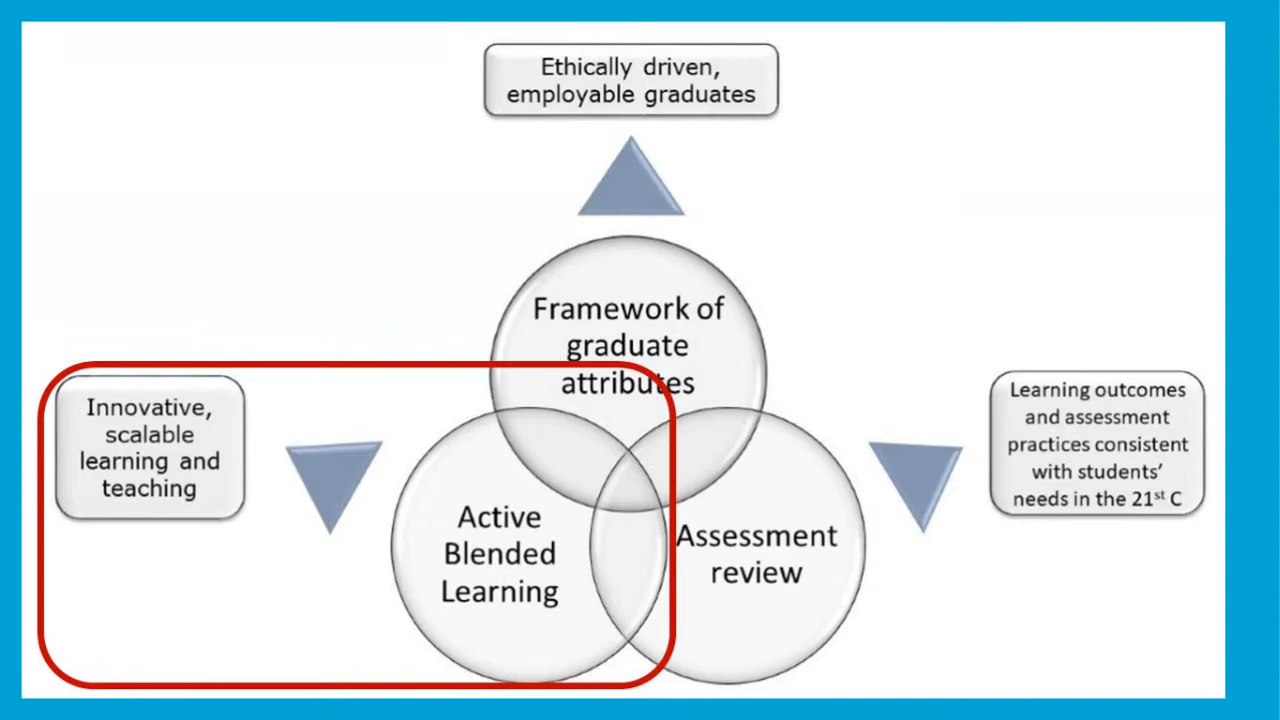 Ethically driven,
employable graduates
Framework of
graduate
attributes
Innovative,
scalable
learning and
teaching
Learning outcomes
and assessment
practices consistent
with students’
needs in the 21st C
Active
Blended
Learning
Assessment
review